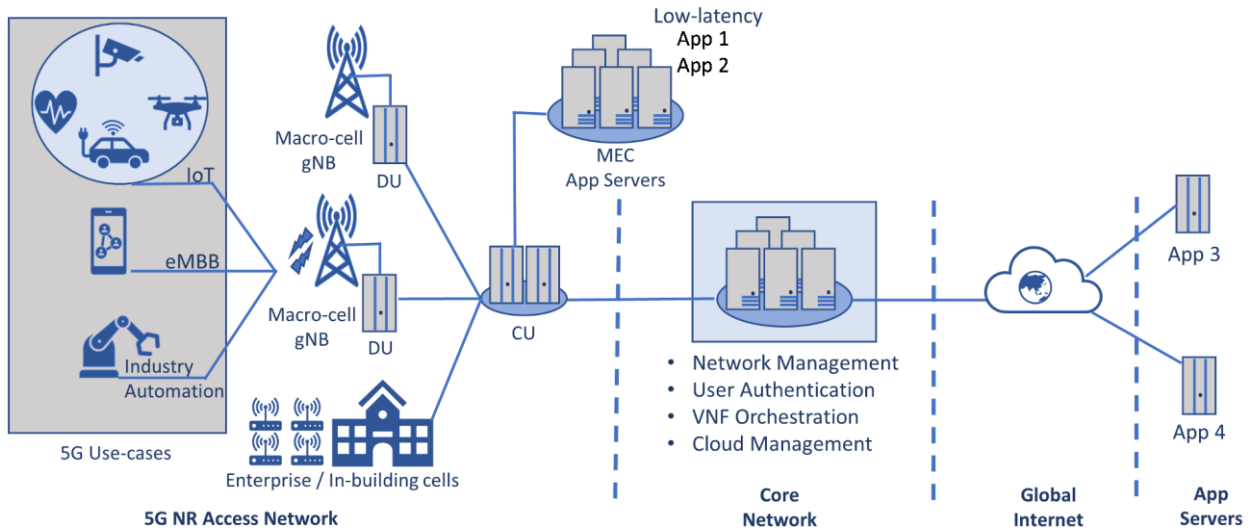 Low-latency
App 1
App 2
Macro-cell
gNB
DU
MEC
App Servers
IoT
eMBB
Industry
Automation
5G Use-cases
Macro-cell
gNB
DU
CU
Enterprise / In-building cells
• Network Management
• User Authentication
• VNF Orchestration
• Cloud Management
App 3
App 4
5G NR Access Network
Core
Network
Global
Internet
App
Servers